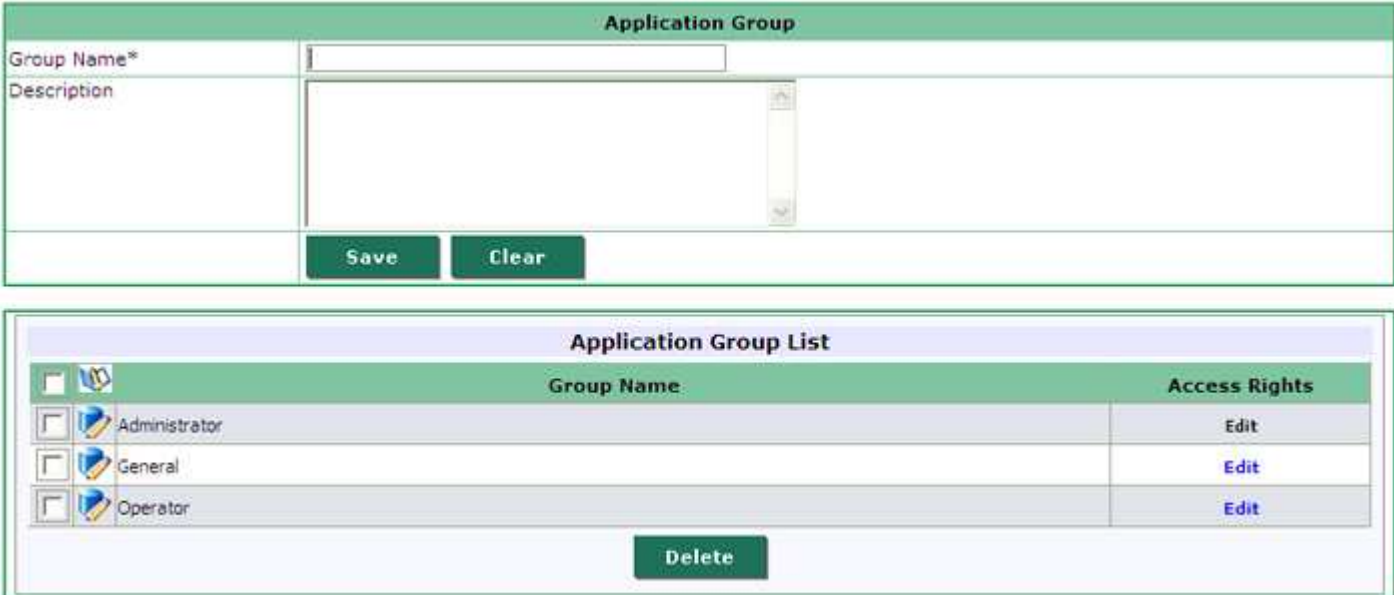 Application Group
Group Name*
Description
Save Clear
Application Group List
Group Name Access Rights
Administrator Edit
General Edit
Operator Edit
Delete